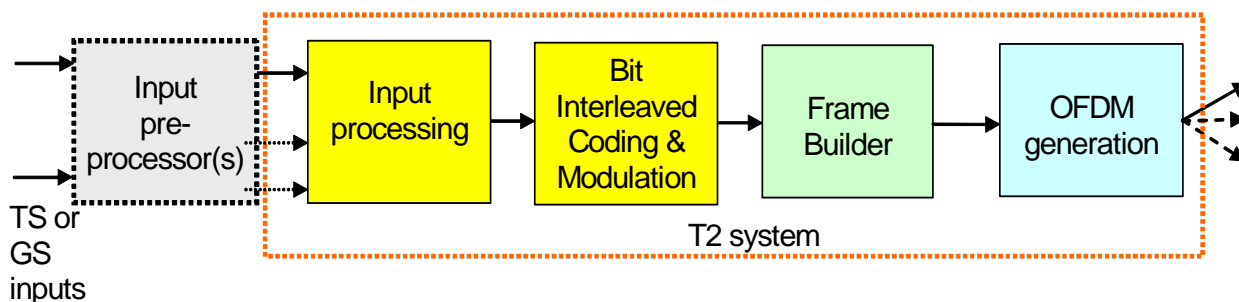 Input
pre-
processor(s)
Input
processing
Bit
Interleaved
Coding &
Modulation
Frame
Builder
OFDM
generation
TS or
GS
inputs
T2 system